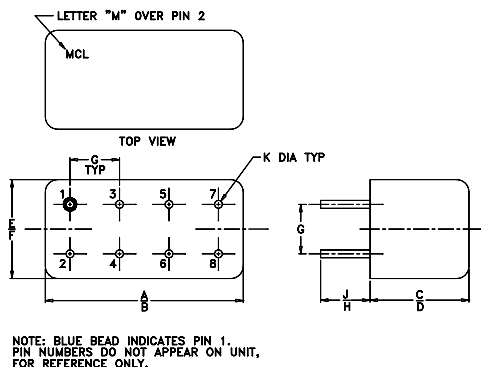 LETTER "M" OVER PIN 2
MCL
TOP VIEW
G
TYP
K DIA TYP
1 3 5 7
2 4 6 8
E
F
G
A
B
J
H
C
D
NOTE: BLUE BEAD INDICATES PIN 1.
PIN NUMBERS DO NOT APPEAR ON UNIT,
FOR REFERENCE ONLY.